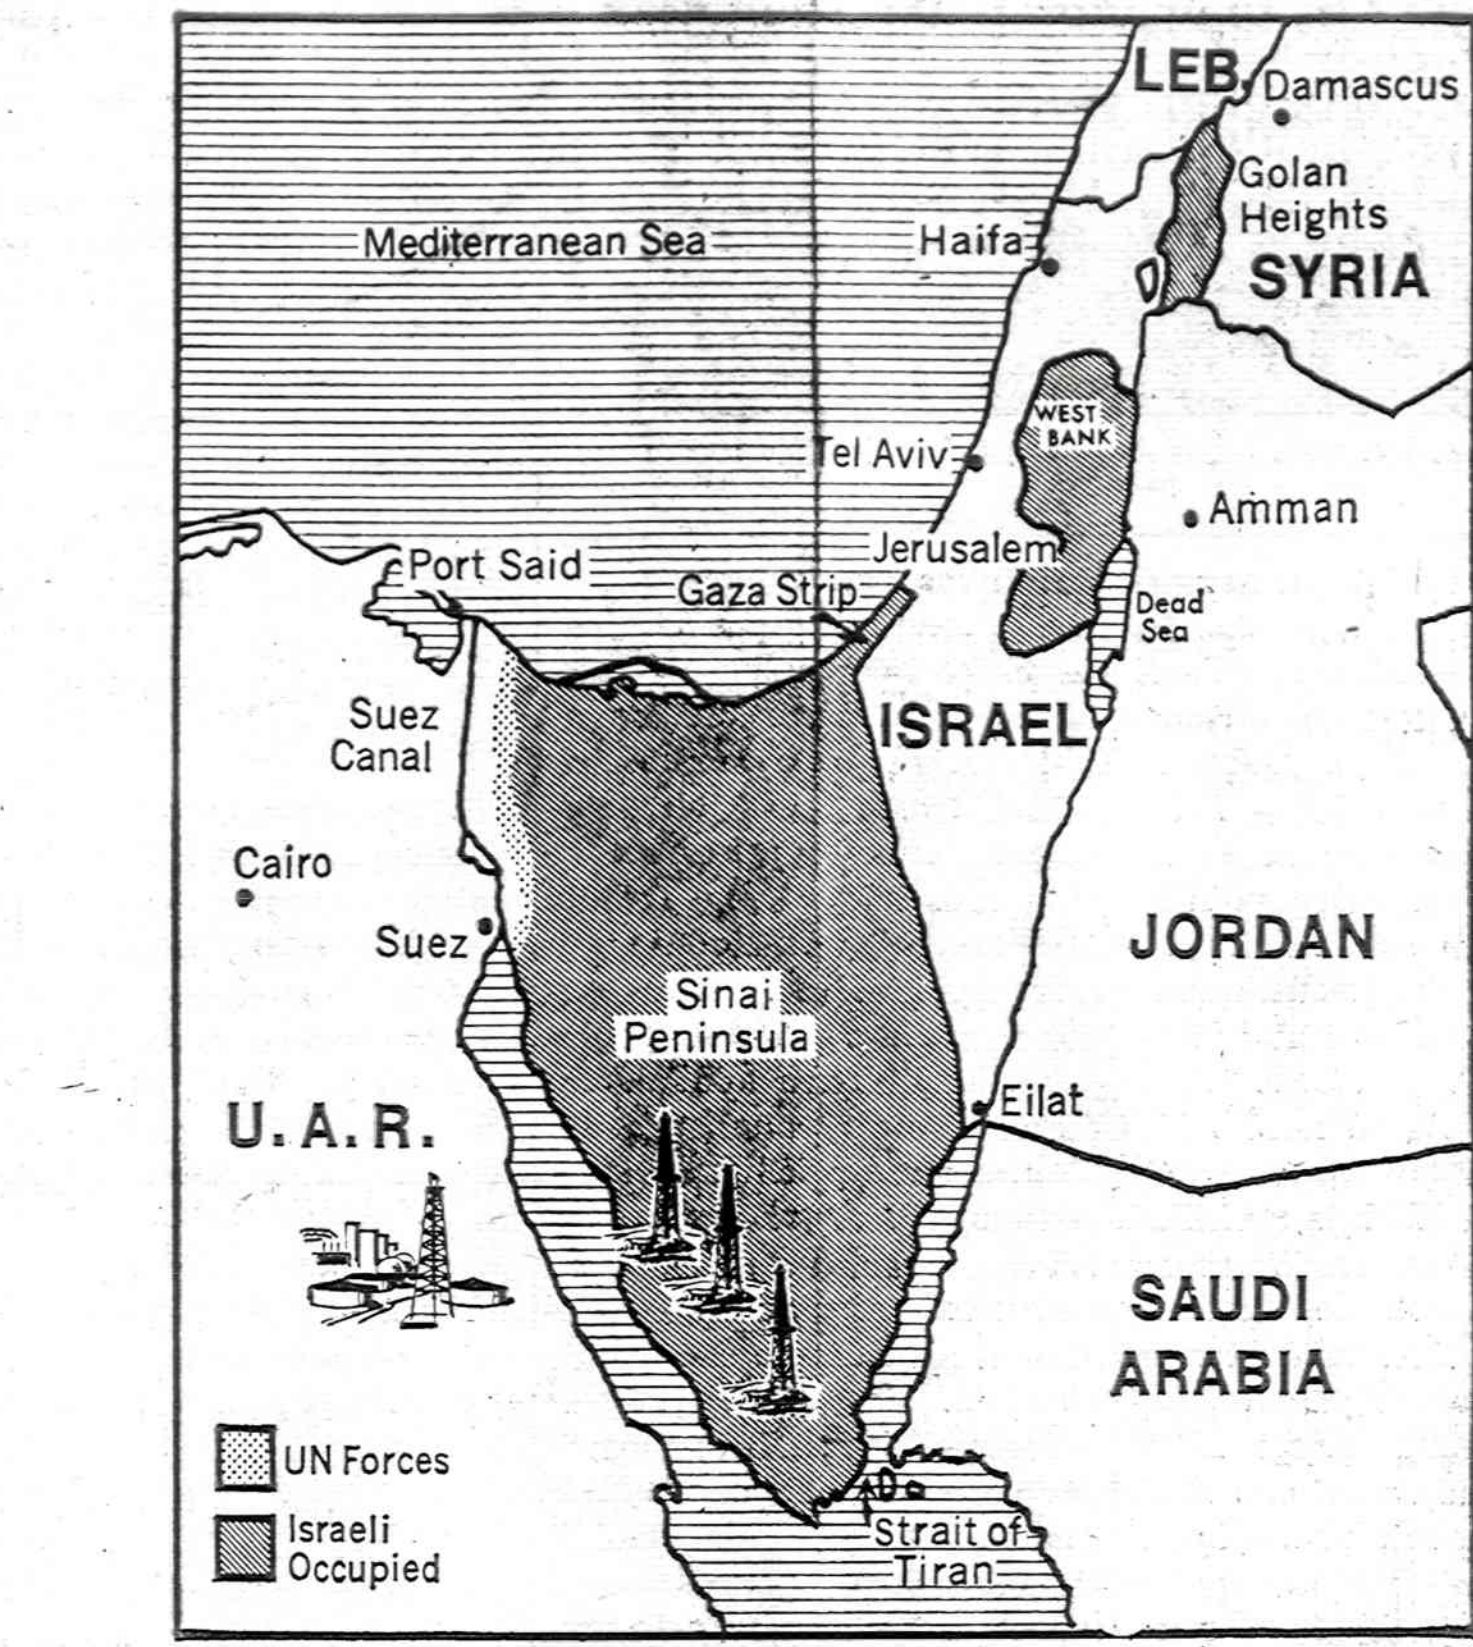 LEB.
Damascus
Golan
Heights
SYRIA
Mediterranean Sea
Haifa
WEST
BANK
Tel Aviv
Amman
Jerusalem
Port Said
Gaza Strip
Dead
Sea
Suez
Canal
ISRAEL
Cairo
Suez
JORDAN
Sinai
Peninsula
Eilat
U.A.R.
SAUDI
ARABIA
UN Forces
Israeli
Occupied
Strait of
Tiran